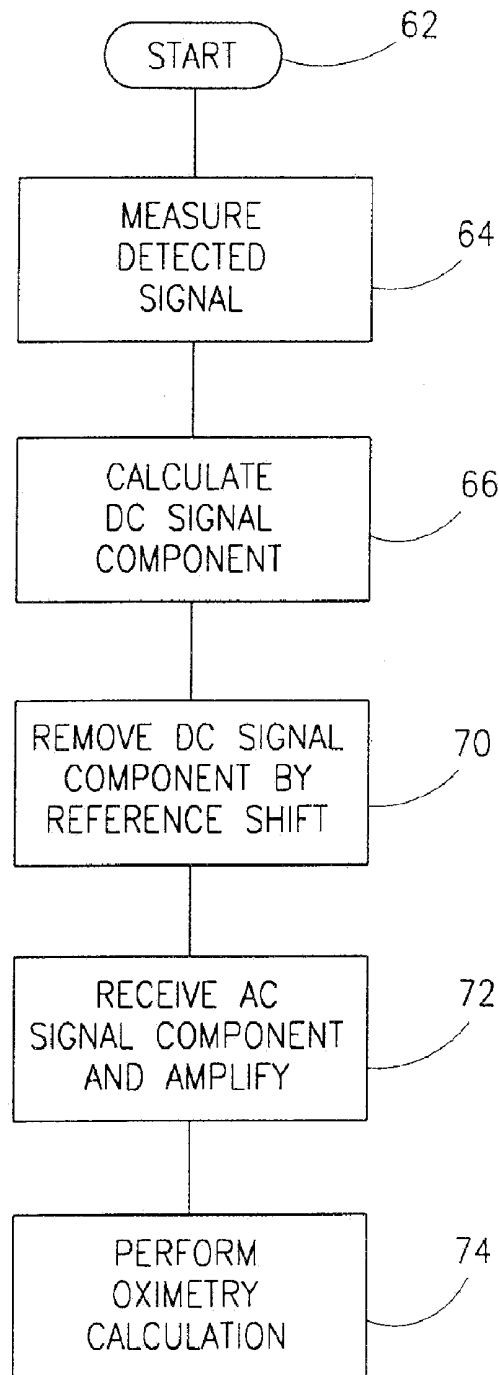 START
62
MEASURE
DETECTED
SIGNAL
64
CALCULATE
DC SIGNAL
COMPONENT
66
REMOVE DC SIGNAL
COMPONENT BY
REFERENCE SHIFT
70
RECEIVE AC
SIGNAL COMPONENT
AND AMPLIFY
72
PERFORM
OXIMETRY
CALCULATION
74